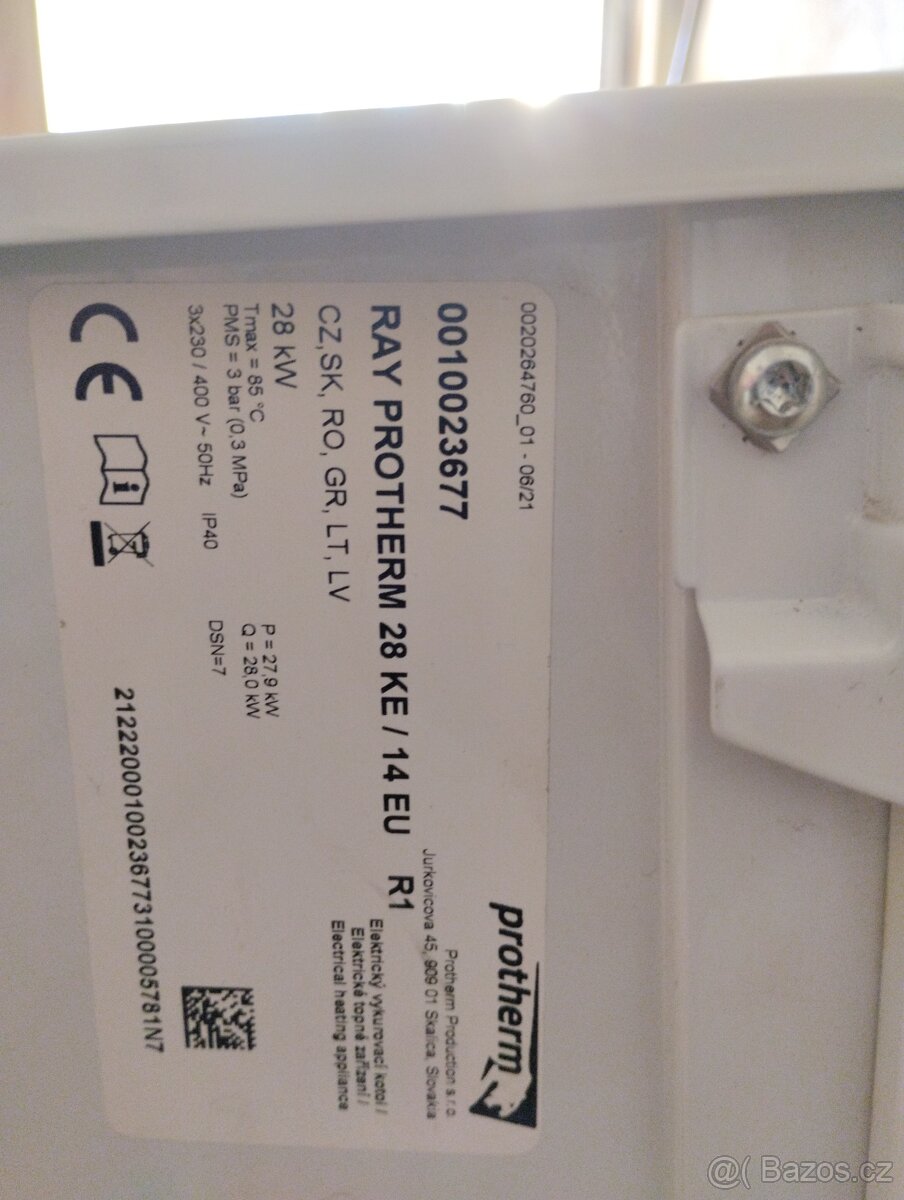 0020264760_01 - 06/21
protherm
0010023677
Protherm Production s.r.o.
Jurkovicova 45, 909 01 Skalica, Slovakia
RAY PROTHERM 28 KE / 14 EU R1
Elektrický vykurovací kotol /
Elektrické topné zařízení /
Electrical heating appliance
CZ, SK, RO, GR, LT, LV
28 kW
Tmax = 85 °C
P = 27,9 kW
PMS = 3 bar (0,3 MPa)
Q = 28,0 kW
3x230 / 400 V~ 50Hz IP40
DSN=7
CE
i
21222000100236773100005781N7
@( Bazos.cz